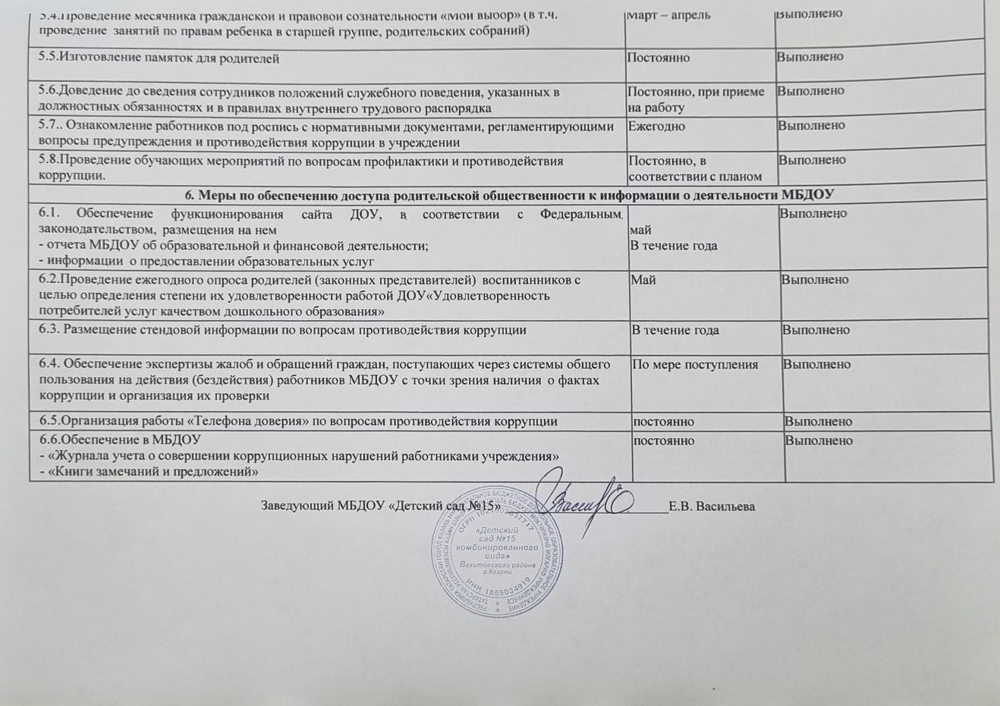 5.4.Проведение месячника гражданской и правовой сознательности «Мой выбор» (в т.ч. Март – апрель Выполнено
проведение занятий по правам ребенка в старшей группе, родительских собраний)
5.5.Изготовление памяток для родителей Постоянно Выполнено
5.6.Доведение до сведения сотрудников положений служебного поведения, указанных в Постоянно, при приеме Выполнено
должностных обязанностях и в правилах внутреннего трудового распорядка на работу
5.7.. Ознакомление работников под роспись с нормативными документами, регламентирующими Ежегодно Выполнено
вопросы предупреждения и противодействия коррупции в учреждении
5.8.Проведение обучающих мероприятий по вопросам профилактики и противодействия Постоянно, в Выполнено
коррупции. соответствии с планом
6. Меры по обеспечению доступа родительской общественности к информации о деятельности МБДОУ
6.1. Обеспечение функционирования сайта ДОУ, в соответствии с Федеральным Выполнено
законодательством, размещения на нем май
- отчета МБДОУ об образовательной и финансовой деятельности; В течение года
- информации о предоставлении образовательных услуг
6.2.Проведение ежегодного опроса родителей (законных представителей) воспитанников с Май Выполнено
целью определения степени их удовлетворенности работой ДОУ«Удовлетворенность
потребителей услуг качеством дошкольного образования»
6.3. Размещение стендовой информации по вопросам противодействия коррупции В течение года Выполнено
6.4. Обеспечение экспертизы жалоб и обращений граждан, поступающих через системы общего По мере поступления Выполнено
пользования на действия (бездействия) работников МБДОУ с точки зрения наличия о фактах
коррупции и организация их проверки
6.5.Организация работы «Телефона доверия» по вопросам противодействия коррупции постоянно Выполнено
6.6.Обеспечение в МБДОУ постоянно Выполнено
- «Журнала учета о совершении коррупционных нарушений работниками учреждения»
- «Книги замечаний и предложений»
Заведующий МБДОУ «Детский сад №15» Е.В. Васильева
«Детский
сад №15
комбинированного
вида»
Вахитовского района
г.Казани
ИНН 1655034919